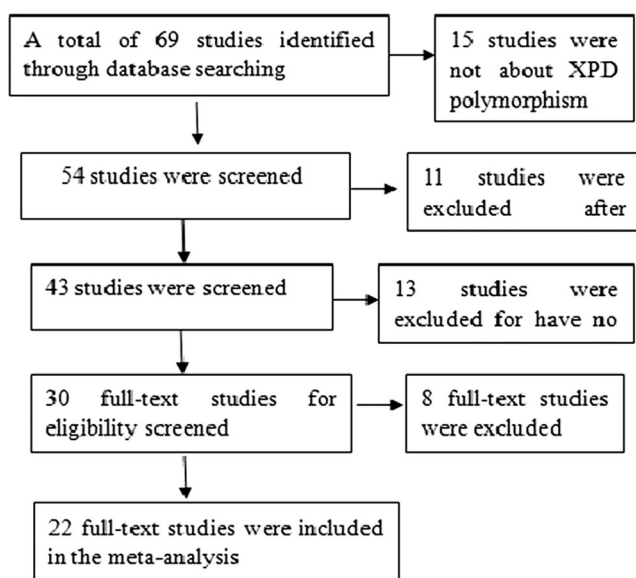 A total of 69 studies identified
through database searching
15 studies were
not about XPD
polymorphism
54 studies were screened
11 studies were
excluded after
43 studies were screened
13 studies were
excluded for have no
30 full-text studies for
eligibility screened
8 full-text studies
were excluded
22 full-text studies were included
in the meta-analysis